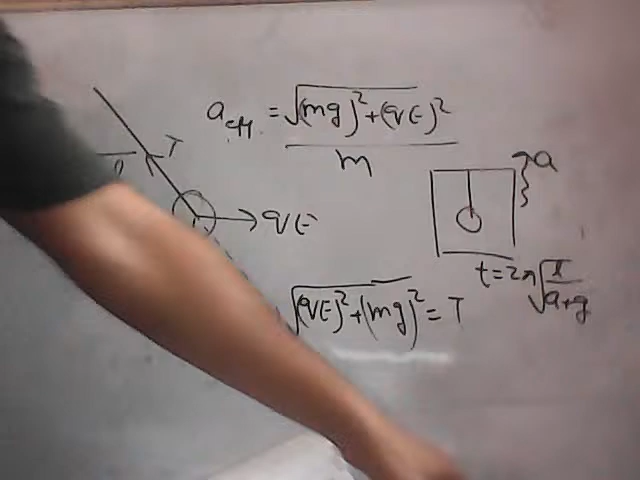 a_eff. = √((mg)²+(qE)²) / m
T
a
qE
t=2π√(l/(a+g))
√((qE)²+(mg)²) = T